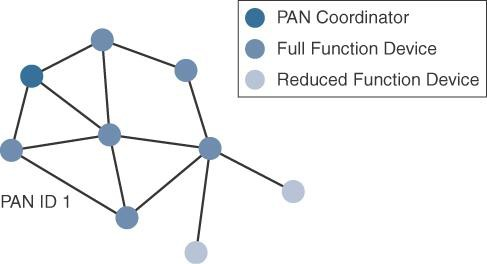 PAN Coordinator
Full Function Device
Reduced Function Device
PAN ID 1